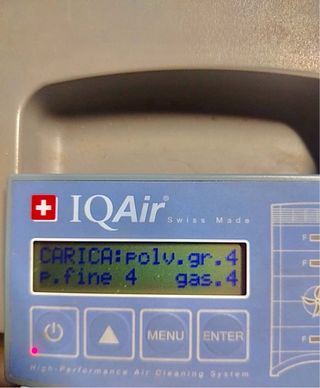 IQAir®
Swiss Made
CARICA:polv.gr.4
p.fine 4 gas.4
MENU
ENTER
F
F
High-Performance Air Cleaning System